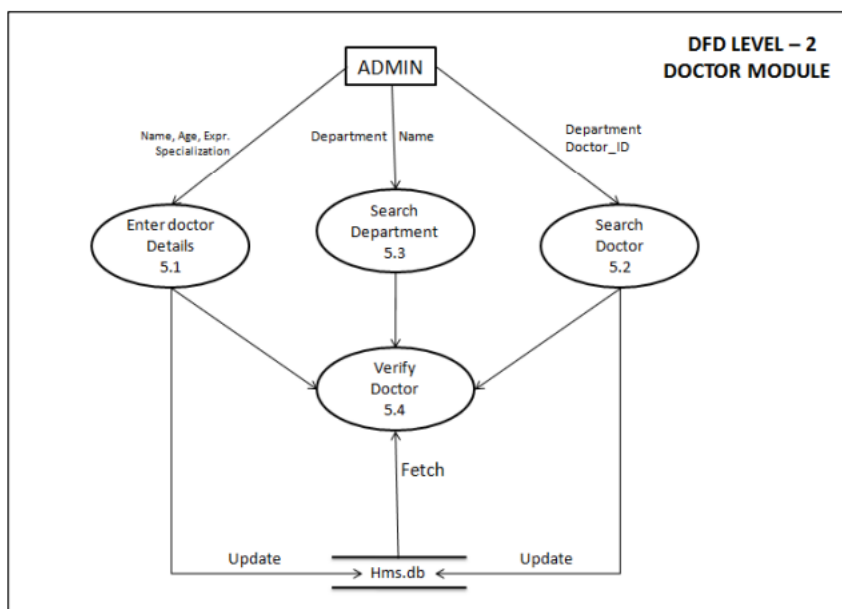 DFD LEVEL – 2
DOCTOR MODULE
ADMIN
Name, Age, Expr.
Specialization
Department Name
Department
Doctor_ID
Enter doctor
Details
5.1
Search
Department
5.3
Search
Doctor
5.2
Verify
Doctor
5.4
Fetch
Update
Hms.db
Update